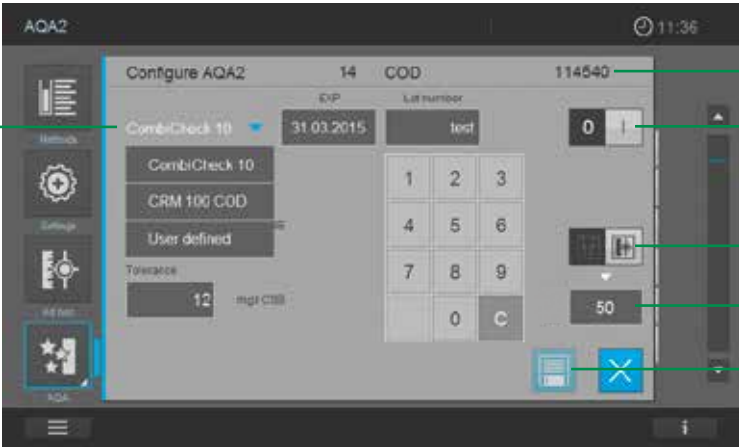 AQA2 11:36
Configure AQA2 14 COD 114540
EXP Lot number
CombiCheck 10 31.03.2015 test 0 I
Methods
CombiCheck 10
CRM 100 COD
User defined
1 2 3
4 5 6
7 8 9
0 C
Settings
Tolerance
12 mg/l CSB
50
AQA
i